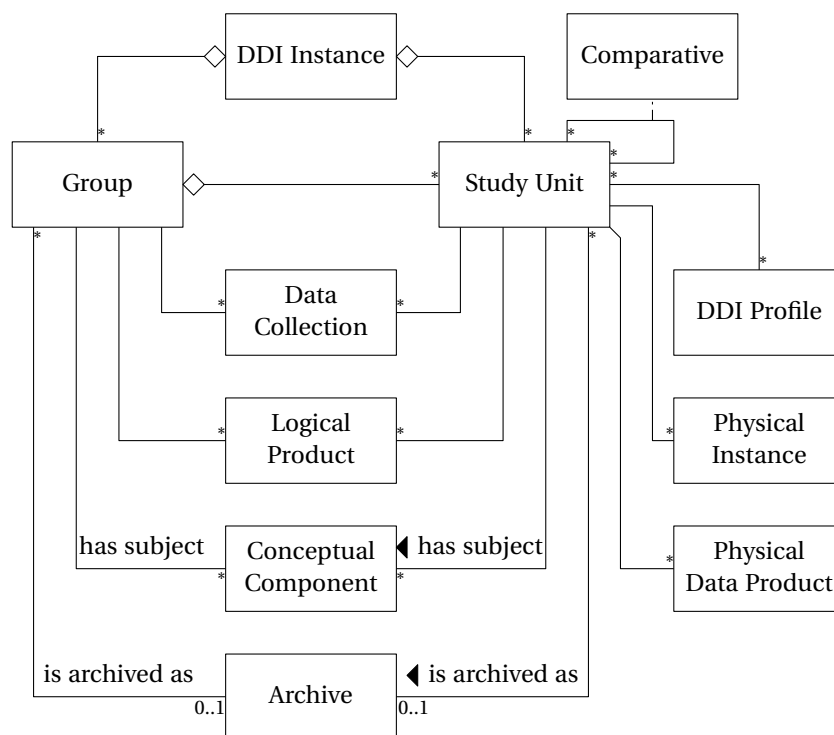 DDI Instance
Comparative
*
*
*
*
Group
*
Study Unit
*
*
*
*
*
Data
Collection
*
DDI Profile
*
Logical
Product
*
*
Physical
Instance
has subject
*
Conceptual
Component
*
has subject
*
Physical
Data Product
is archived as
0..1
Archive
0..1
is archived as